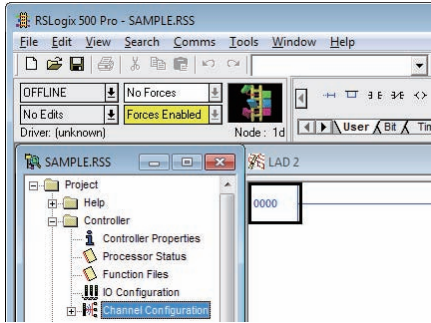 RSLogix 500 Pro - SAMPLE.RSS
File Edit View Search Comms Tools Window Help
OFFLINE No Forces
No Edits Forces Enabled
Driver: (unknown) Node: 1d
User Bit Tim
SAMPLE.RSS
LAD 2
Project
Help
0000
Controller
Controller Properties
Processor Status
Function Files
IO Configuration
Channel Configuration